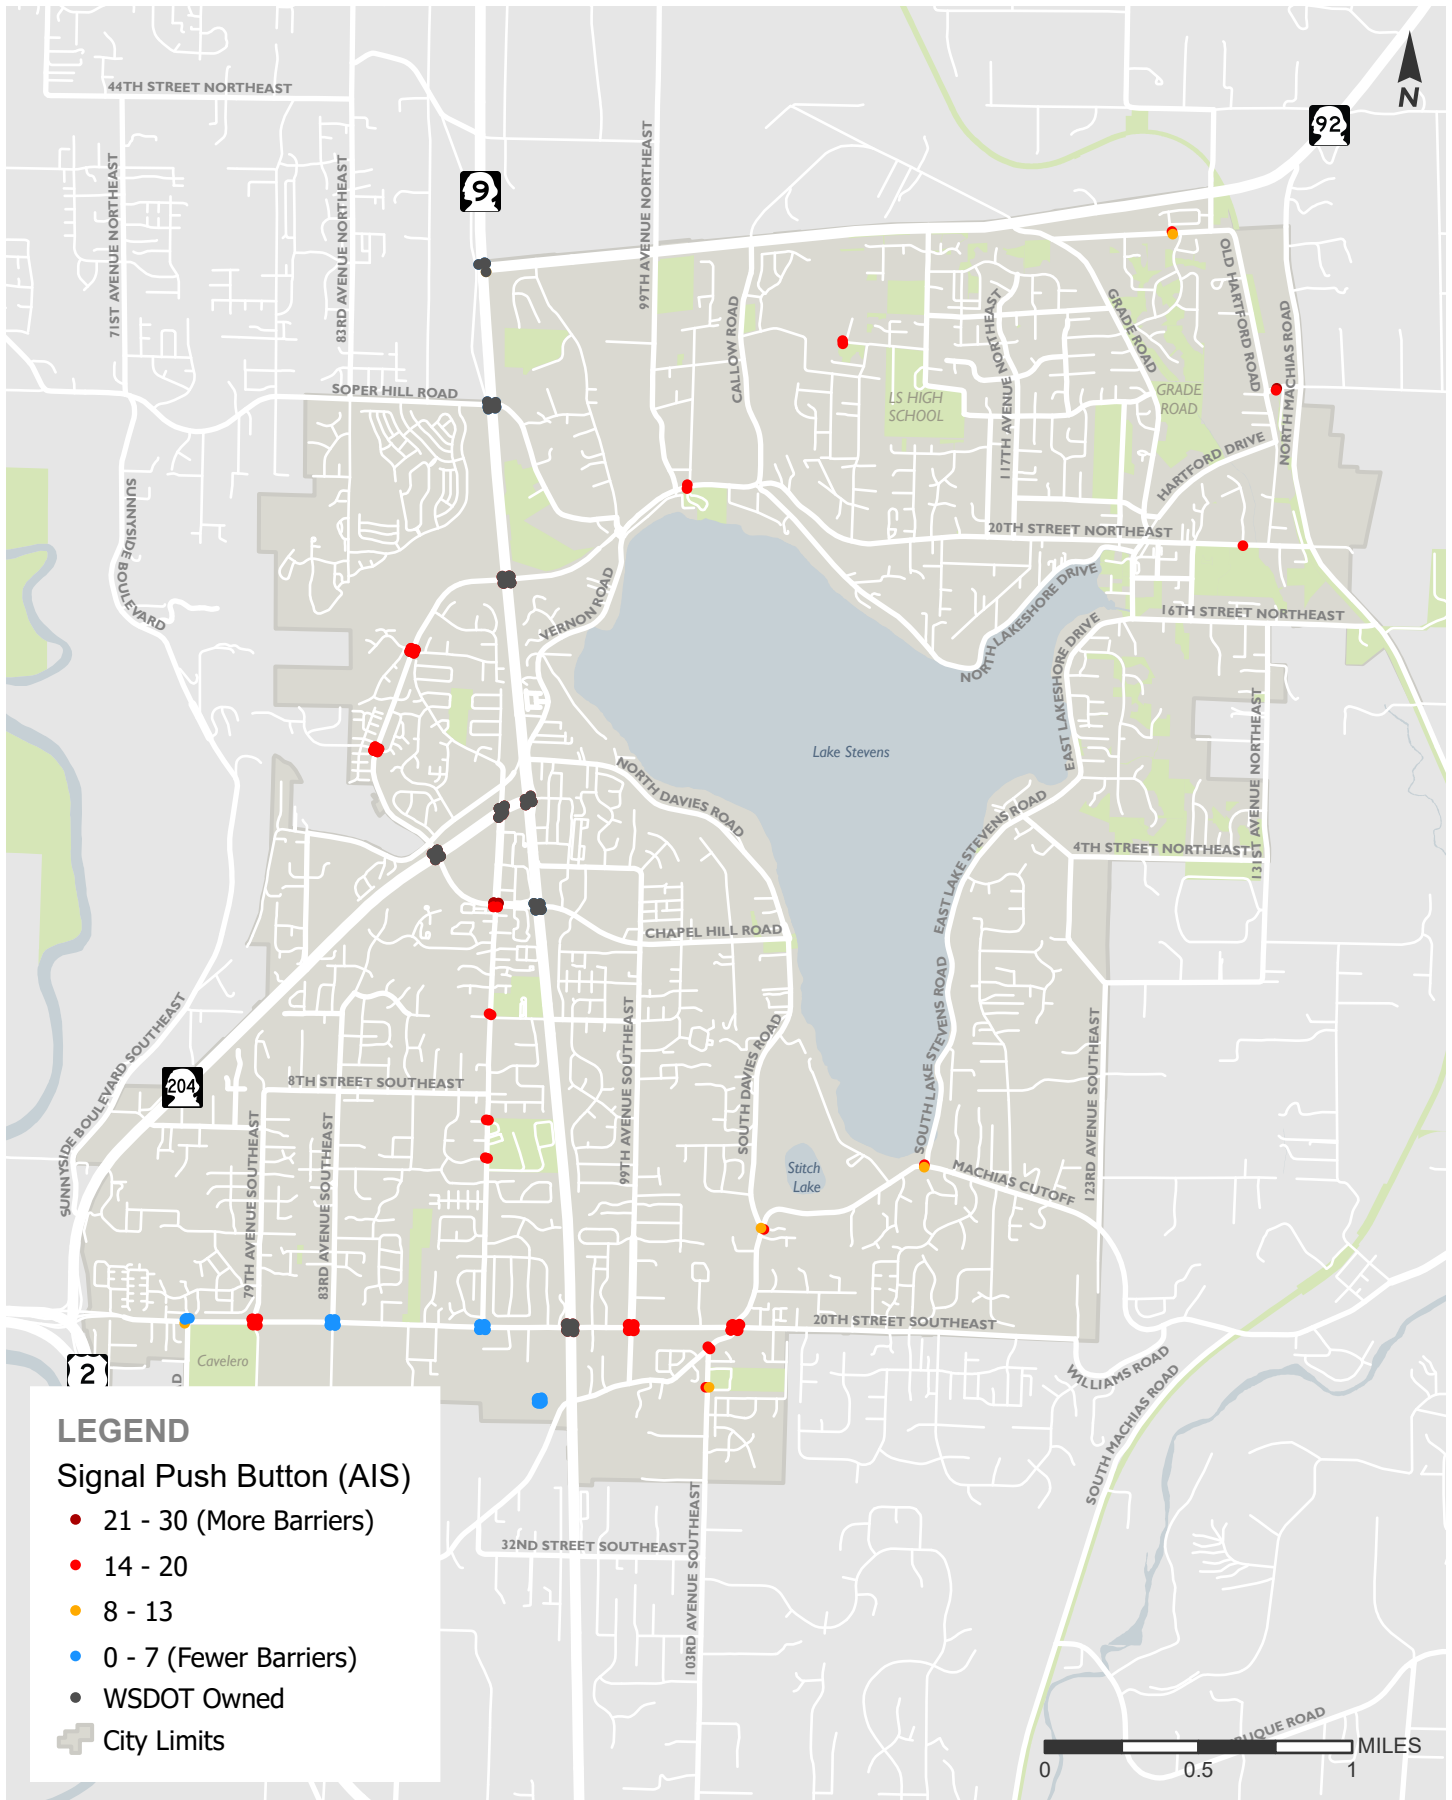 44TH STREET NORTHEAST
92
N
71ST AVENUE NORTHEAST
83RD AVENUE NORTHEAST
9
99TH AVENUE NORTHEAST
CALLOW ROAD
117TH AVENUE NORTHEAST
GRADE ROAD
OLD HARTFORD ROAD
NORTH MACHIAS ROAD
SOPER HILL ROAD
LS HIGH
SCHOOL
GRADE
ROAD
HARTFORD DRIVE
SUNNYSIDE BOULEVARD
20TH STREET NORTHEAST
VERNON ROAD
NORTH LAKESHORE DRIVE
16TH STREET NORTHEAST
EAST LAKESHORE DRIVE
131ST AVENUE NORTHEAST
Lake Stevens
NORTH DAVIES ROAD
EAST LAKE STEVENS ROAD
4TH STREET NORTHEAST
CHAPEL HILL ROAD
SUNNYSIDE BOULEVARD SOUTHEAST
204
8TH STREET SOUTHEAST
99TH AVENUE SOUTHEAST
SOUTH DAVIES ROAD
SOUTH LAKE STEVENS ROAD
123RD AVENUE SOUTHEAST
79TH AVENUE SOUTHEAST
83RD AVENUE SOUTHEAST
Stitch
Lake
MACHIAS CUTOFF
20TH STREET SOUTHEAST
Cavelero
2
WILLIAMS ROAD
SOUTH MACHIAS ROAD
32ND STREET SOUTHEAST
103RD AVENUE SOUTHEAST
LEGEND
Signal Push Button (AIS)
21 - 30 (More Barriers)
14 - 20
8 - 13
0 - 7 (Fewer Barriers)
WSDOT Owned
City Limits
ROAD
MILES
0 0.5 1